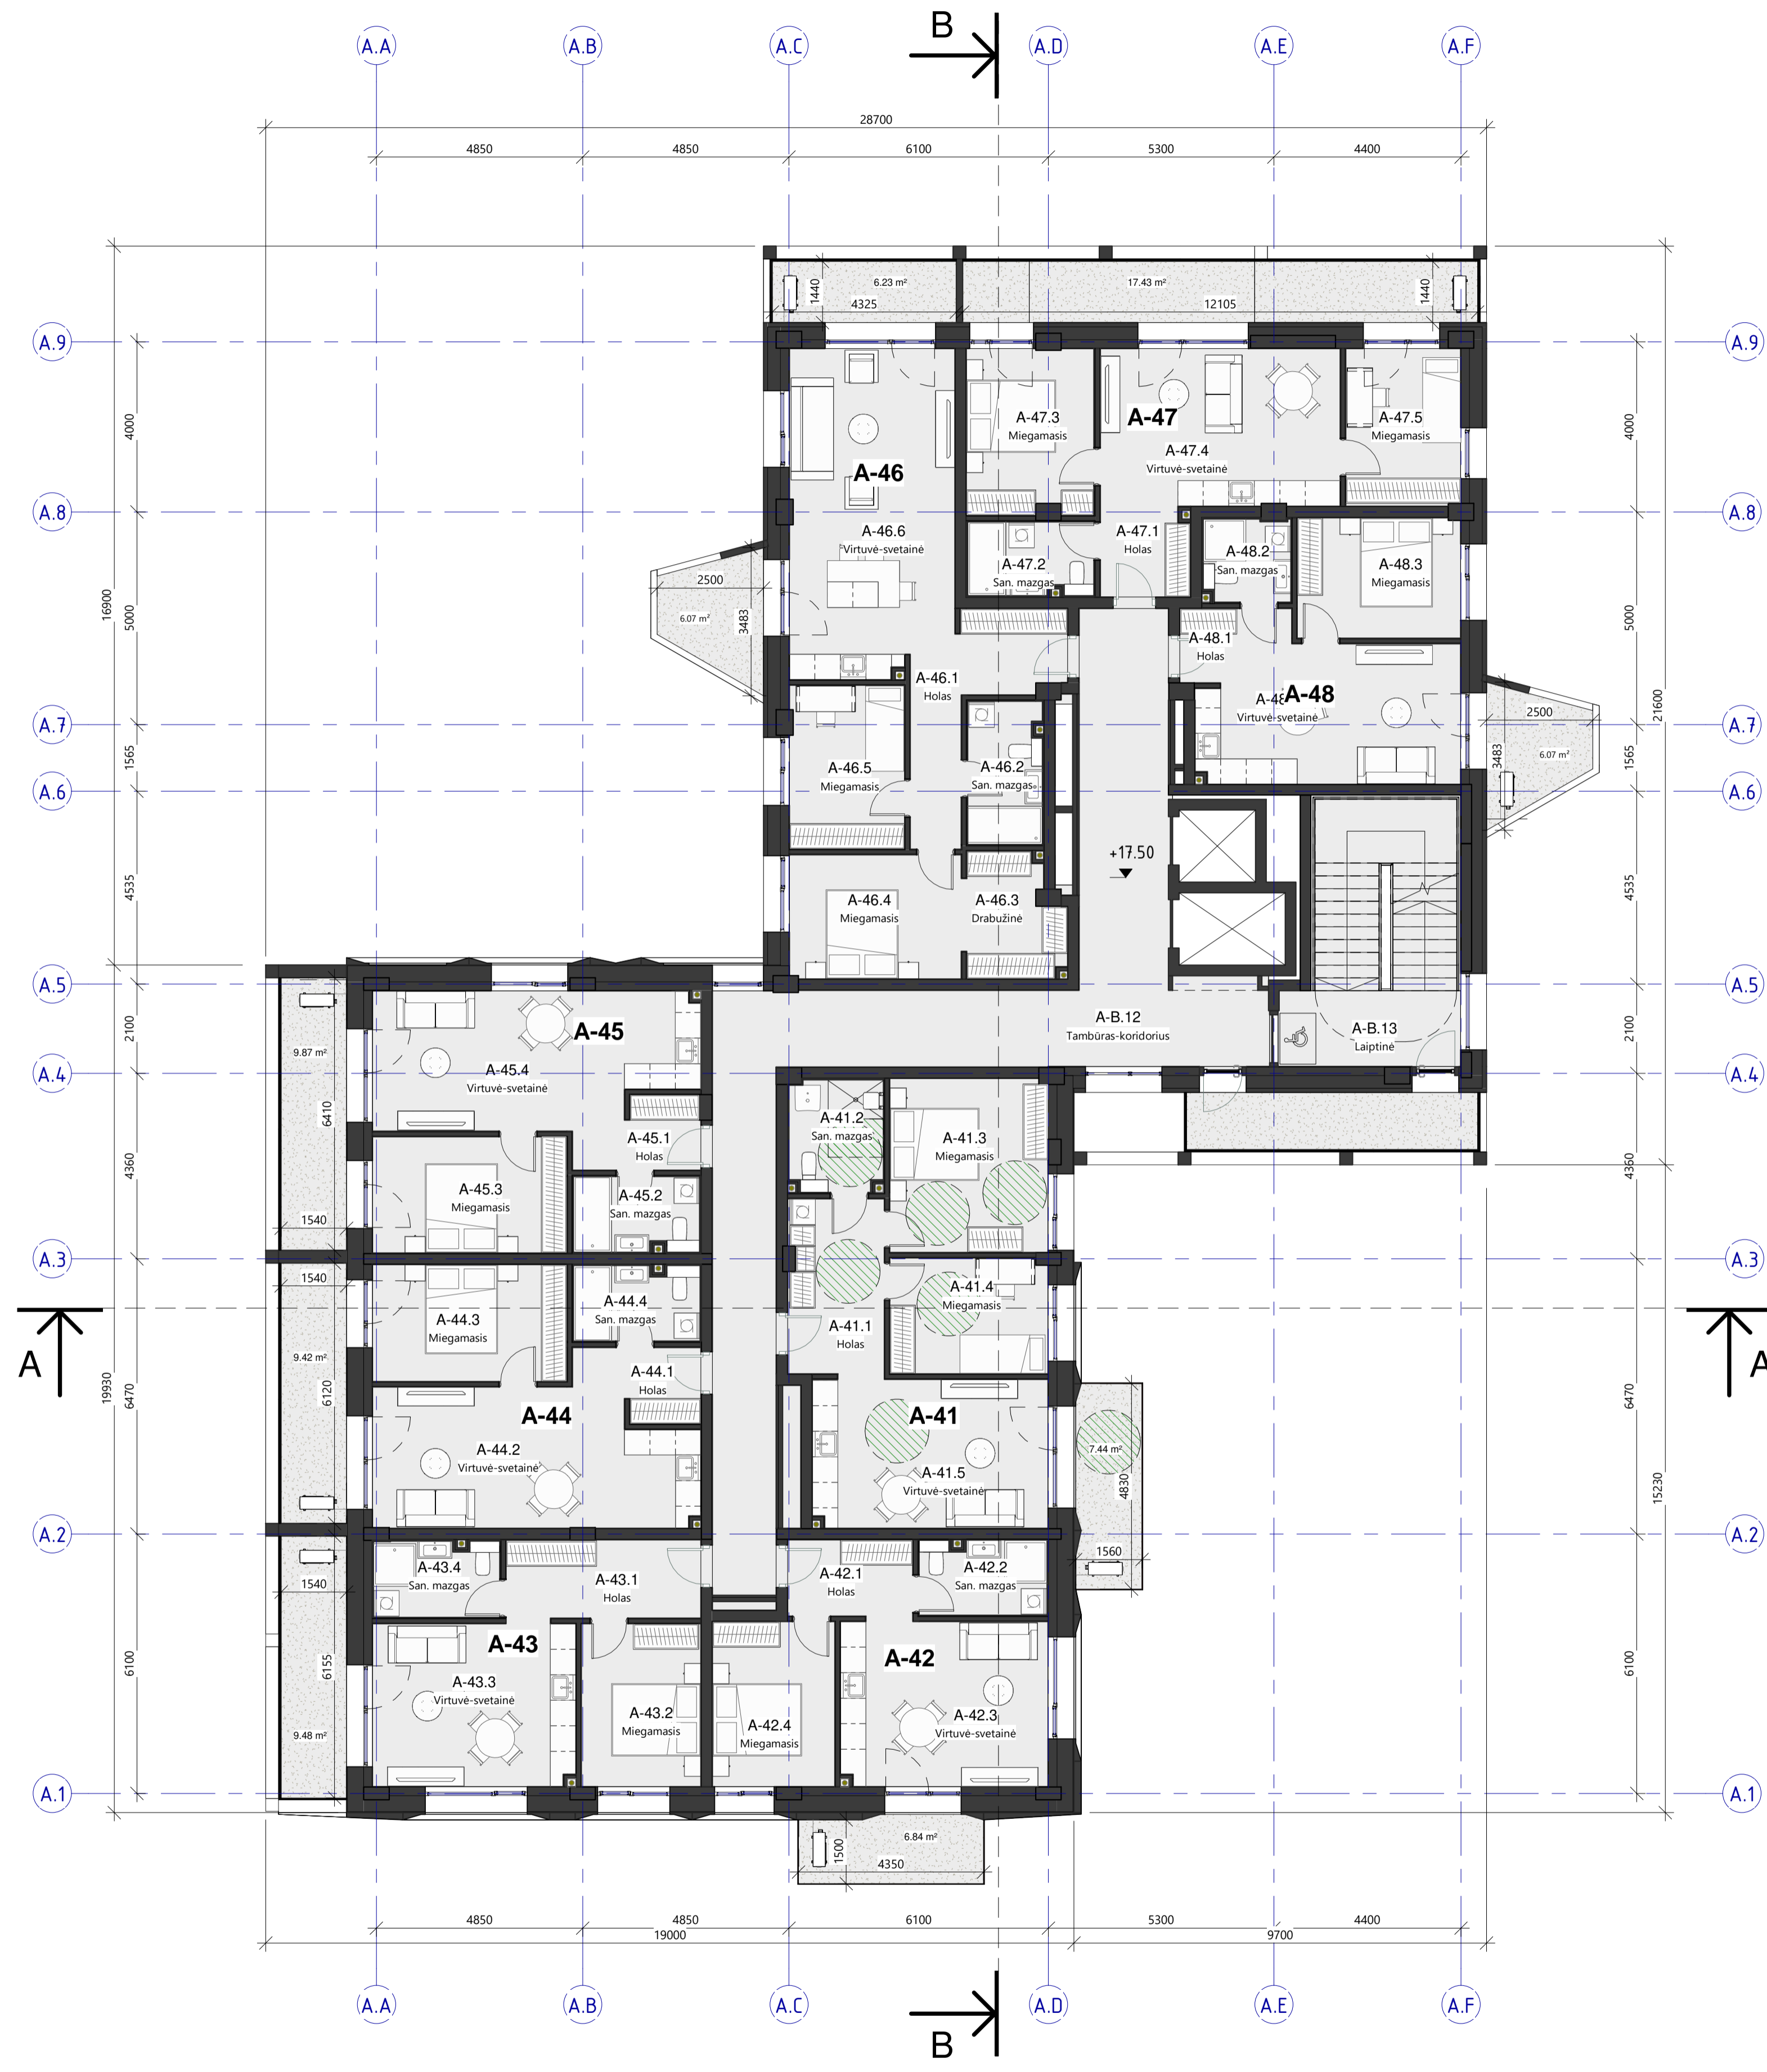 B
A.A
A.B
A.C
A.D
A.E
A.F
28700
4850
4850
6100
5300
4400
6.23 m²
17.43 m²
1440
1440
4325
12105
A.9
A.9
A-47.3
Miegamasis
A-47
A-47.5
Miegamasis
4000
4000
A-47.4
Virtuvė-svetainė
A-46
A.8
A.8
A-46.6
Virtuvė-svetainė
A-47.1
Holas
A-47.2
San. mazgas
A-48.2
San. mazgas
A-48.3
Miegamasis
2500
6.07 m²
3483
16900
5000
5000
A-48.1
Holas
A-46.1
Holas
A-48
Virtuvė-svetainė
21600
A.7
A.7
2500
3483
6.07 m²
1565
1565
A-46.5
Miegamasis
A-46.2
San. mazgas
A.6
A.6
+17.50
4535
4535
A-46.4
Miegamasis
A-46.3
Drabužinė
A.5
A.5
A-45
A-B.12
Tambūras-koridorius
A-B.13
Laiptinė
2100
2100
9.87 m²
A-45.4
Virtuvė-svetainė
A.4
A.4
6410
A-45.1
Holas
A-41.2
San. mazgas
A-41.3
Miegamasis
4360
4360
A-45.3
Miegamasis
A-45.2
San. mazgas
1540
A.3
A.3
1540
A-44.3
Miegamasis
A-44.4
San. mazgas
A-41.4
Miegamasis
A-41.1
Holas
A
A
9.42 m²
A-44.1
Holas
19930
6470
6120
6470
A-44
A-41
7.44 m²
A-44.2
Virtuvė-svetainė
A-41.5
Virtuvė-svetainė
4830
15230
A.2
A.2
1560
1540
A-43.4
San. mazgas
A-43.1
Holas
A-42.1
Holas
A-42.2
San. mazgas
A-43
A-42
6100
6155
6100
A-43.3
Virtuvė-svetainė
A-43.2
Miegamasis
A-42.4
Miegamasis
A-42.3
Virtuvė-svetainė
9.48 m²
A.1
A.1
6.84 m²
1500
4350
4850
4850
6100
5300
4400
19000
9700
A.A
A.B
A.C
A.D
A.E
A.F
B